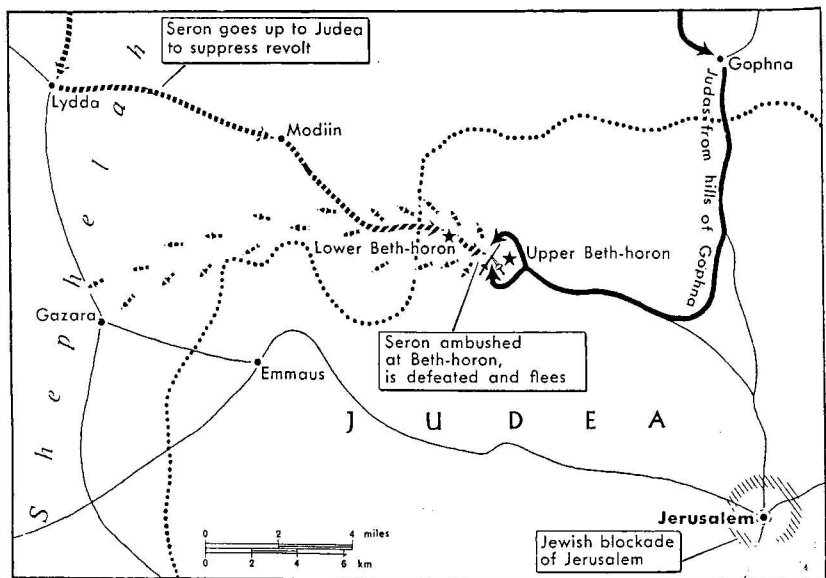 Seron goes up to Judea
to suppress revolt
Lydda
Gophna
Modiin
Judas from hills of Gophna
Lower Beth-horon
Upper Beth-horon
Gazara
Seron ambushed
at Beth-horon,
is defeated and flees
Emmaus
Shephelah
JUDEA
Jerusalem
Jewish blockade
of Jerusalem
0 2 4 miles
0 2 4 6 km
4